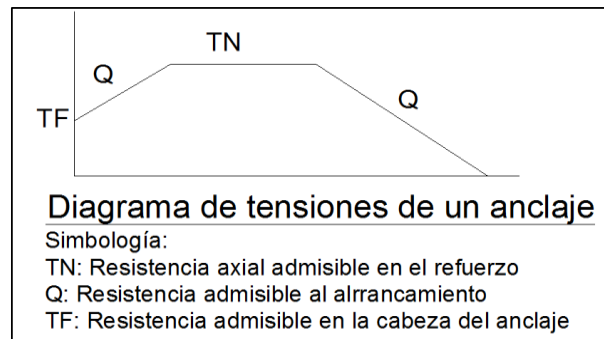 TN
Q
Q
TF
Diagrama de tensiones de un anclaje
Simbología:
TN: Resistencia axial admisible en el refuerzo
Q: Resistencia admisible al alrrancamiento
TF: Resistencia admisible en la cabeza del anclaje